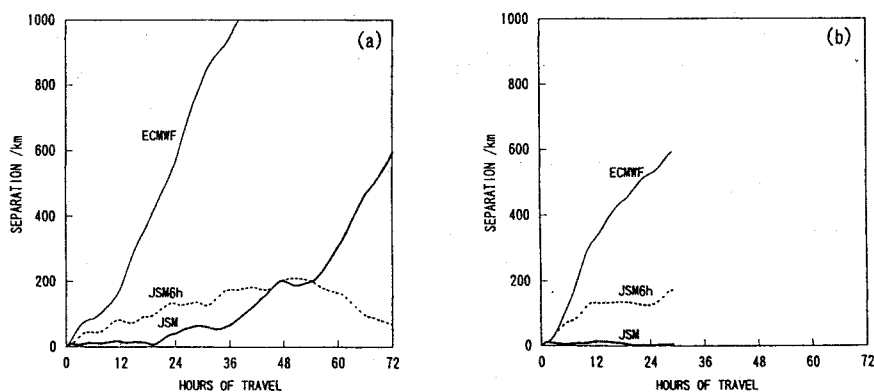 (a)
1000
800
600
400
200
0
SEPARATION /km
ECMWF
JSM6h
JSM
0 12 24 36 48 60 72
HOURS OF TRAVEL
(b)
1000
800
600
400
200
0
SEPARATION /km
ECMWF
JSM6h
JSM
0 12 24 36 48 60 72
HOURS OF TRAVEL